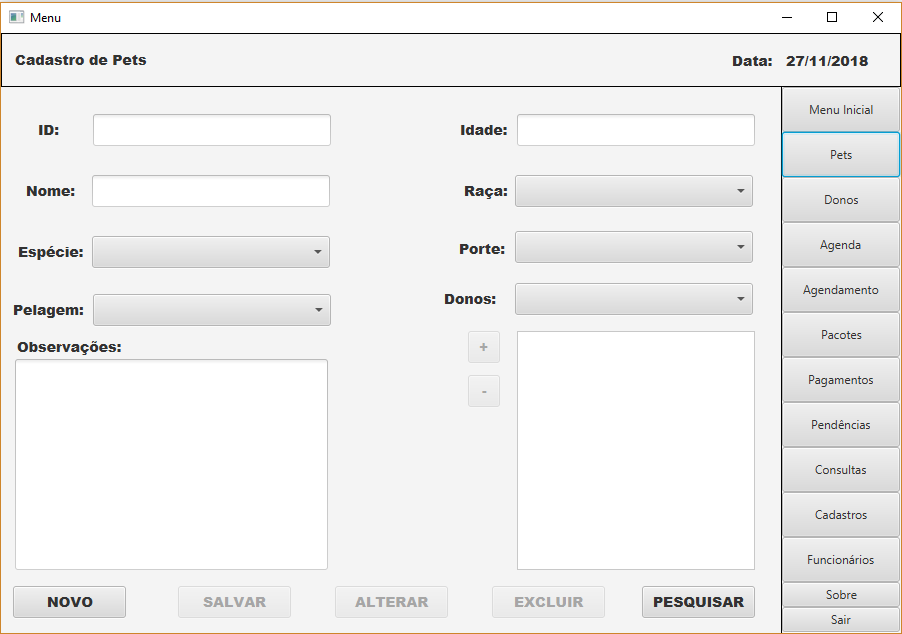 Menu
Cadastro de Pets
Data: 27/11/2018
ID:
Idade:
Nome:
Raça:
Espécie:
Porte:
Pelagem:
Donos:
Observações:
+
-
NOVO
SALVAR
ALTERAR
EXCLUIR
PESQUISAR
Menu Inicial
Pets
Donos
Agenda
Agendamento
Pacotes
Pagamentos
Pendências
Consultas
Cadastros
Funcionários
Sobre
Sair